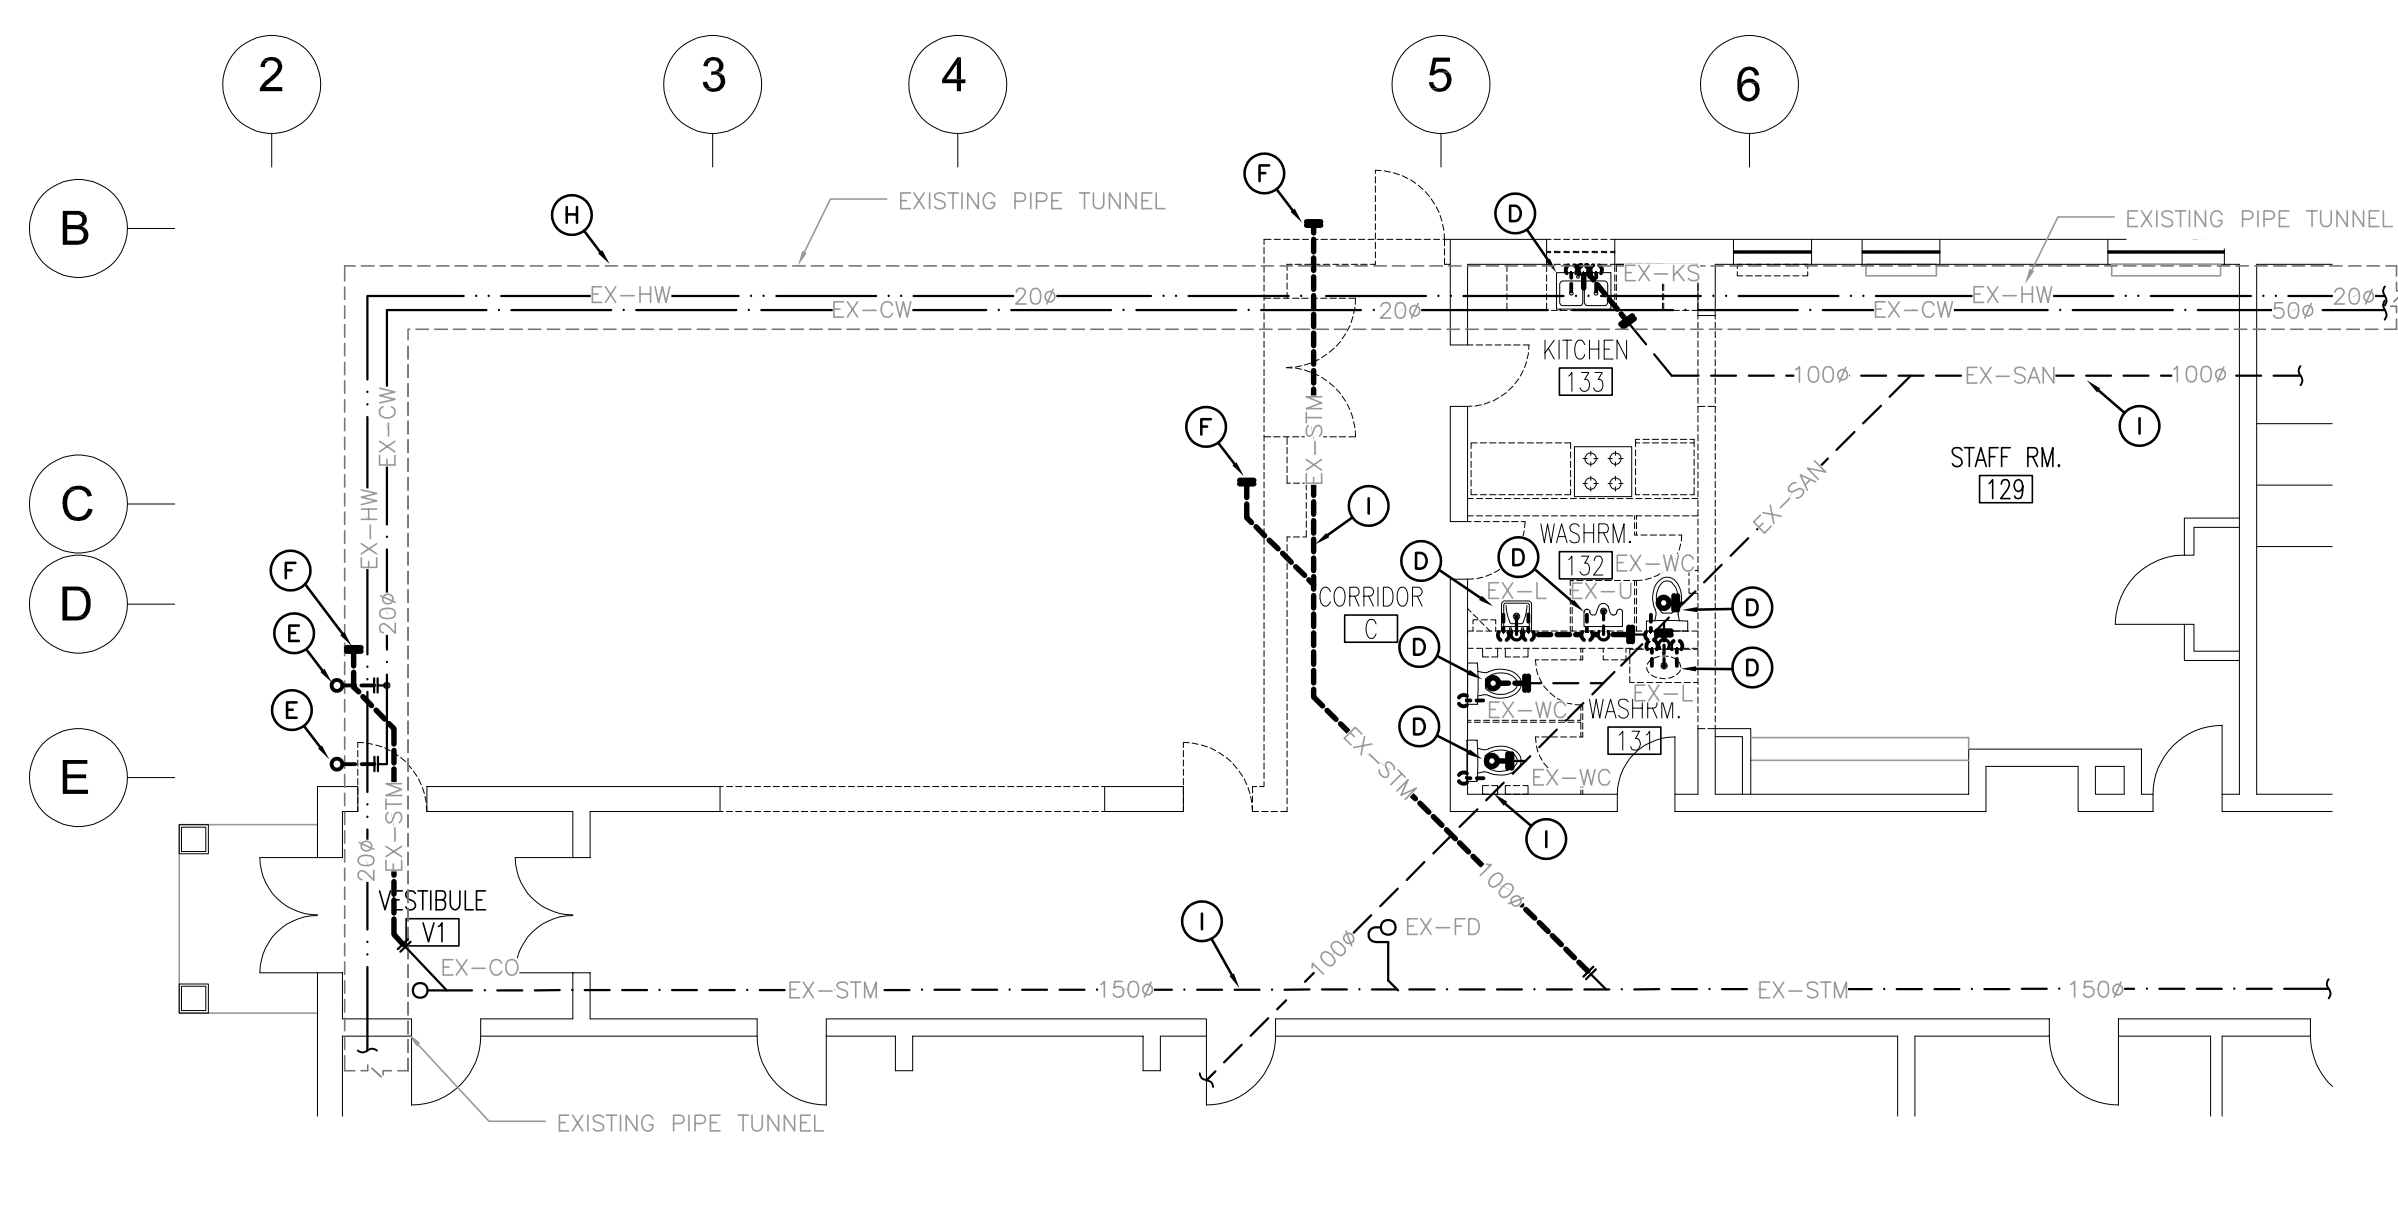 2
3
4
5
6
B
C
D
E
F
D
H
EXISTING PIPE TUNNEL
EXISTING PIPE TUNNEL
EX-KS
EX-HW
20ø
EX-HW
20ø
EX-CW
20ø
EX-CW
50ø
KITCHEN
133
100ø
EX-SAN
100ø
EX-CW
EX-STM
F
I
STAFF RM.
129
EX-SAN
EX-HW
I
WASHRM.
132
EX-WC
D
D
F
EX-L
EX-U
D
20ø
CORRIDOR
C
E
D
D
EX-L
E
EX-WC
WASHRM.
131
D
EX-STM
EX-WC
EX-STM
20ø
I
100ø
VESTIBULE
V1
I
EX-FD
100ø
EX-CO
EX-STM
150ø
EX-STM
150ø
EXISTING PIPE TUNNEL